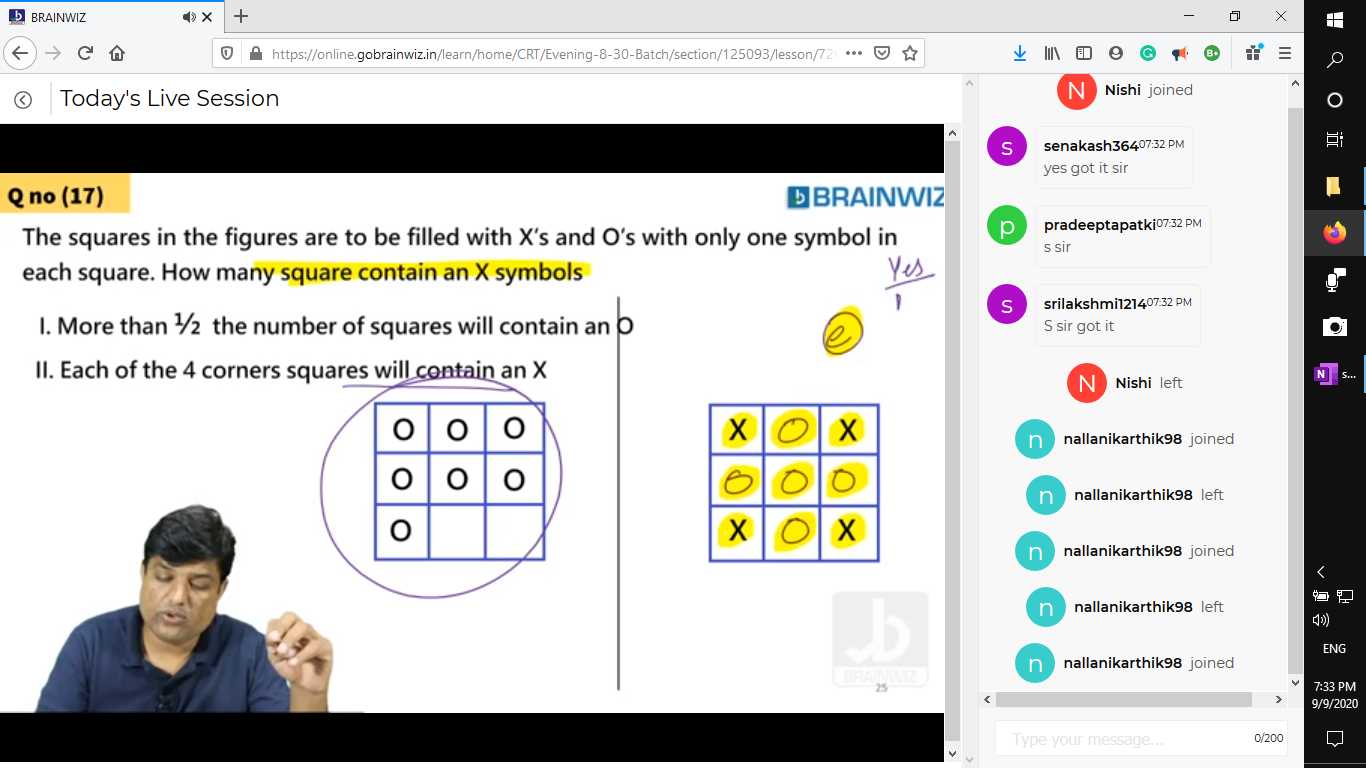 BRAINWIZ
https://online.gobrainwiz.in/learn/home/CRT/Evening-8-30-Batch/section/125093/lesson/72
Today's Live Session
Q no (17)
BRAINWIZ
The squares in the figures are to be filled with X's and O's with only one symbol in
each square. How many square contain an X symbols
Yes
I. More than ½ the number of squares will contain an O
e
II. Each of the 4 corners squares will contain an X
O O O
O O O
O
X O X
O O O
X O X
BRAINWIZ
25
N Nishi joined
s senakash364 07:32 PM
yes got it sir
p pradeeptapatki 07:32 PM
s sir
s srilakshmi1214 07:32 PM
S sir got it
N Nishi left
n nallanikarthik98 joined
n nallanikarthik98 left
n nallanikarthik98 joined
n nallanikarthik98 left
n nallanikarthik98 joined
Type your message... 0/200
N s...
ENG
7:33 PM
9/9/2020